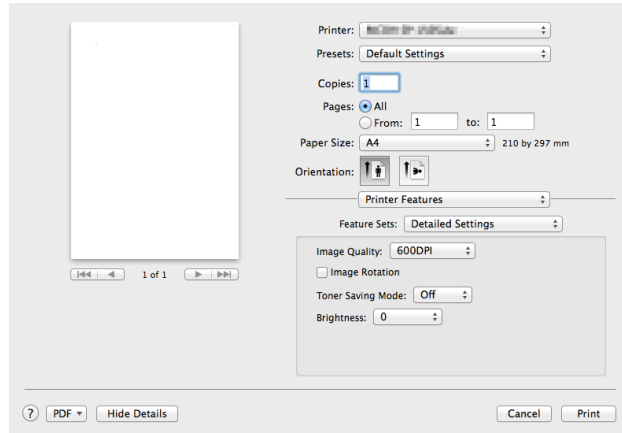 Printer:
Presets: Default Settings
Copies: 1
Pages: All
From: 1 to: 1
Paper Size: A4 210 by 297 mm
Orientation:
Printer Features
Feature Sets: Detailed Settings
Image Quality: 600DPI
Image Rotation
1 of 1
Toner Saving Mode: Off
Brightness: 0
? PDF Hide Details Cancel Print